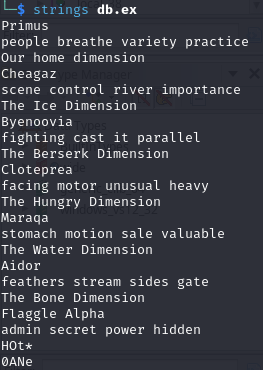 └─$ strings db.ex
Primus
people breathe variety practice
Our home dimension
Cheagaz
scene control river importance
The Ice Dimension
Byenoovia
fighting cast it parallel
The Berserk Dimension
Cloteprea
facing motor unusual heavy
The Hungry Dimension
Maraqa
stomach motion sale valuable
The Water Dimension
Aidor
feathers stream sides gate
The Bone Dimension
Flaggle Alpha
admin secret power hidden
HOt*
0ANe